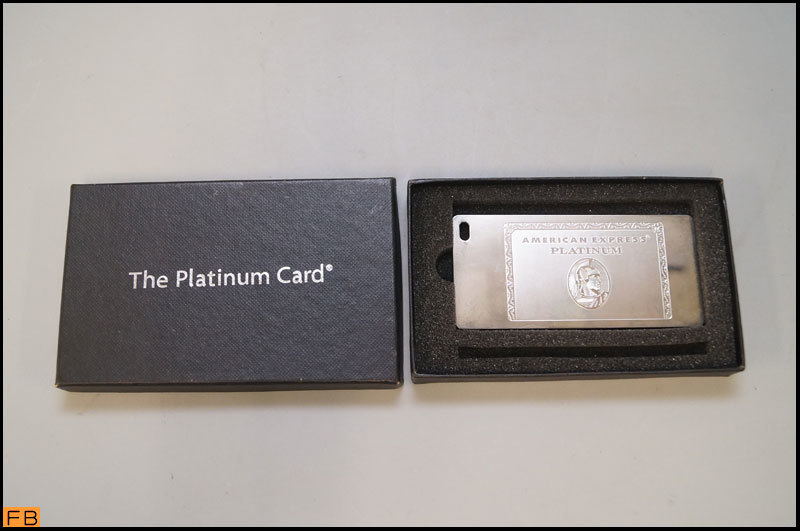 The Platinum Card®
AMERICAN EXPRESS®
PLATINUM
FB